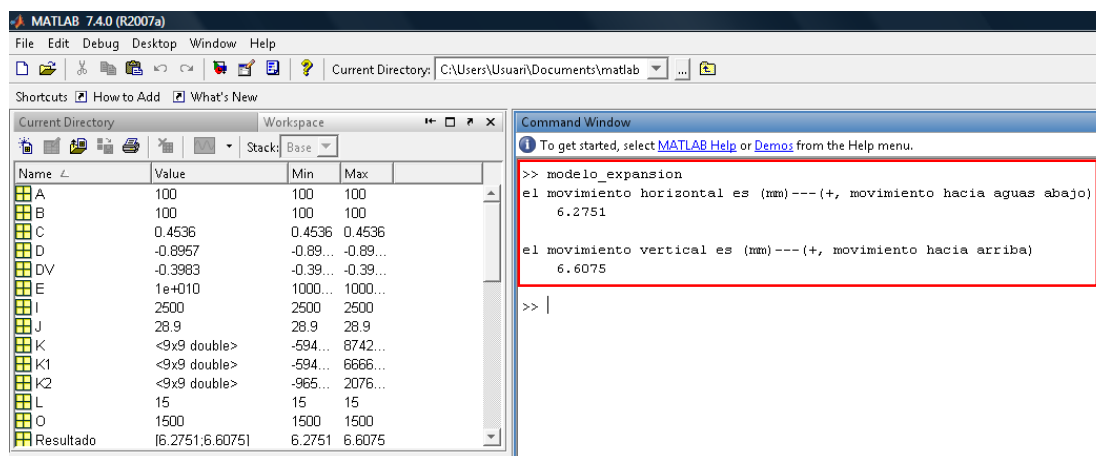 MATLAB 7.4.0 (R2007a)
File Edit Debug Desktop Window Help
Current Directory: C:\Users\Usuari\Documents\matlab ...
Shortcuts How to Add What's New
Current Directory Workspace
Stack: Base
Name Value Min Max
A 100 100 100
B 100 100 100
C 0.4536 0.4536 0.4536
D -0.8957 -0.89... -0.89...
DV -0.3983 -0.39... -0.39...
E 1e+010 1000... 1000...
I 2500 2500 2500
J 28.9 28.9 28.9
K <9x9 double> -594... 8742...
K1 <9x9 double> -594... 6666...
K2 <9x9 double> -965... 2076...
L 15 15 15
O 1500 1500 1500
Resultado [6.2751;6.6075] 6.2751 6.6075
Command Window
To get started, select MATLAB Help or Demos from the Help menu.
>> modelo_expansion
el movimiento horizontal es (mm)---(+, movimiento hacia aguas abajo)
6.2751
el movimiento vertical es (mm)---(+, movimiento hacia arriba)
6.6075
>>